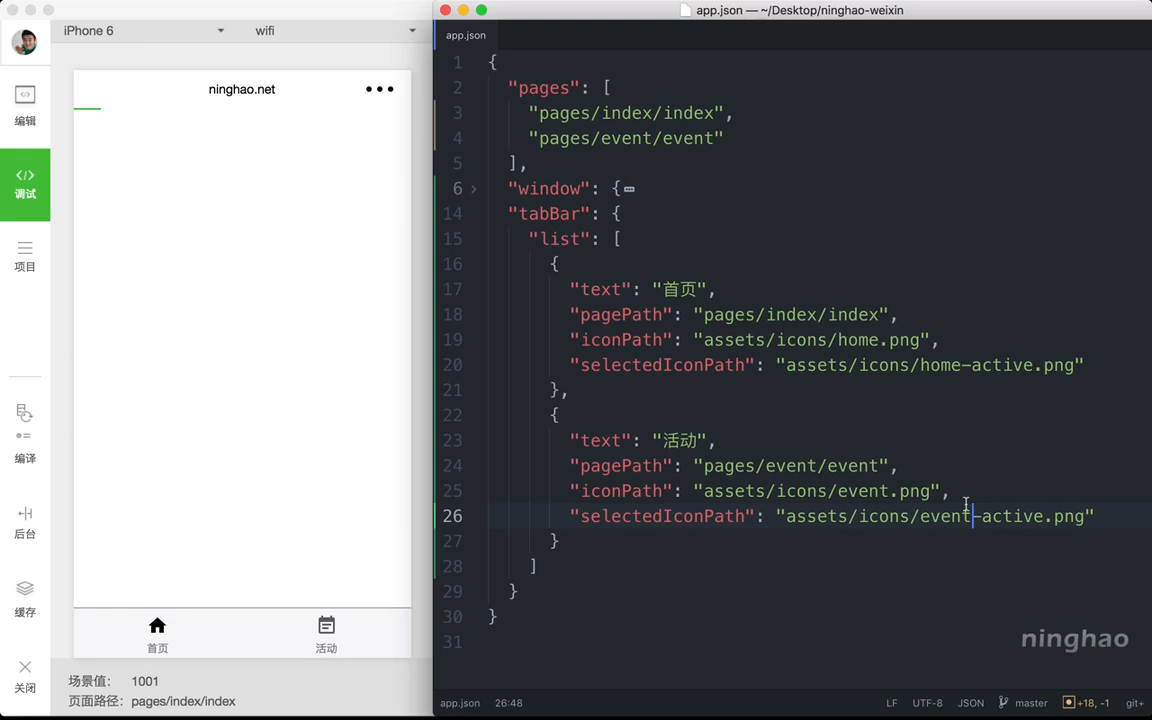 iPhone 6
wifi
编辑
调试
项目
编译
后台
缓存
关闭
ninghao.net
首页
活动
场景值： 1001
页面路径： pages/index/index
app.json — ~/Desktop/ninghao-weixin
app.json
1 {
2 "pages": [
3 "pages/index/index",
4 "pages/event/event"
5 ],
6 "window": {
14 "tabBar": {
15 "list": [
16 {
17 "text": "首页",
18 "pagePath": "pages/index/index",
19 "iconPath": "assets/icons/home.png",
20 "selectedIconPath": "assets/icons/home-active.png"
21 },
22 {
23 "text": "活动",
24 "pagePath": "pages/event/event",
25 "iconPath": "assets/icons/event.png",
26 "selectedIconPath": "assets/icons/event-active.png"
27 }
28 ]
29 }
30 }
31
ninghao
app.json 26:48 LF UTF-8 JSON master +18, -1 git+